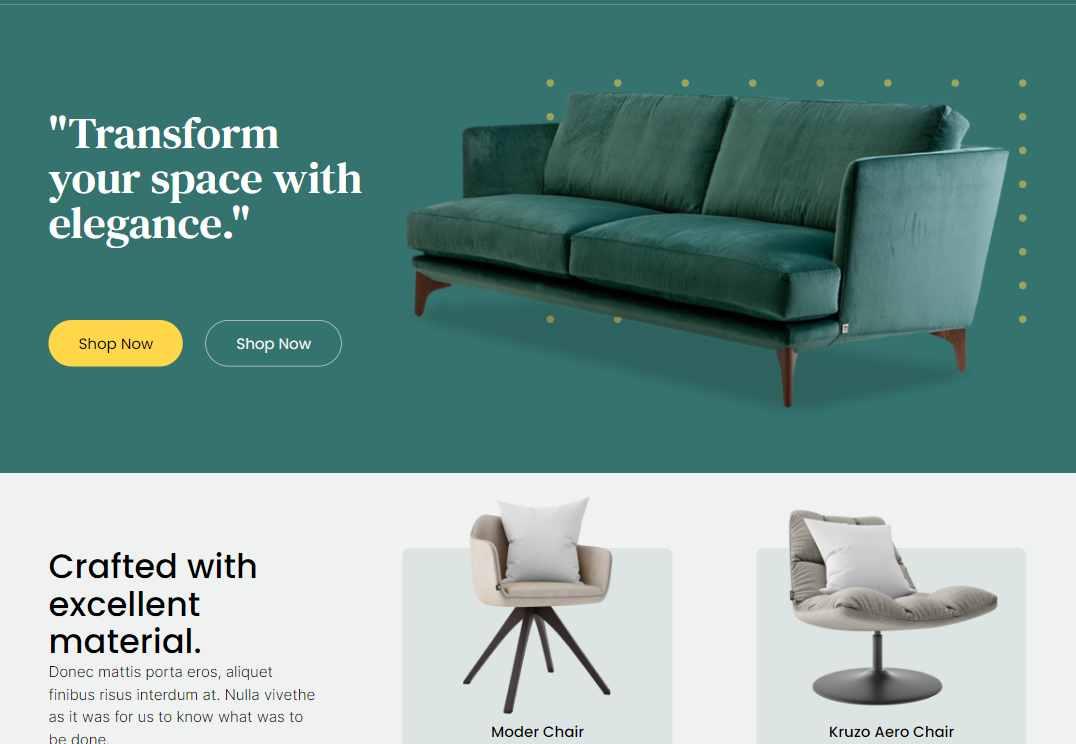 "Transform
your space with
elegance."
Shop Now
Shop Now
Crafted with
excellent
material.
Donec mattis porta eros, aliquet
finibus risus interdum at. Nulla vivethe
as it was for us to know what was to
be done.
Moder Chair
Kruzo Aero Chair